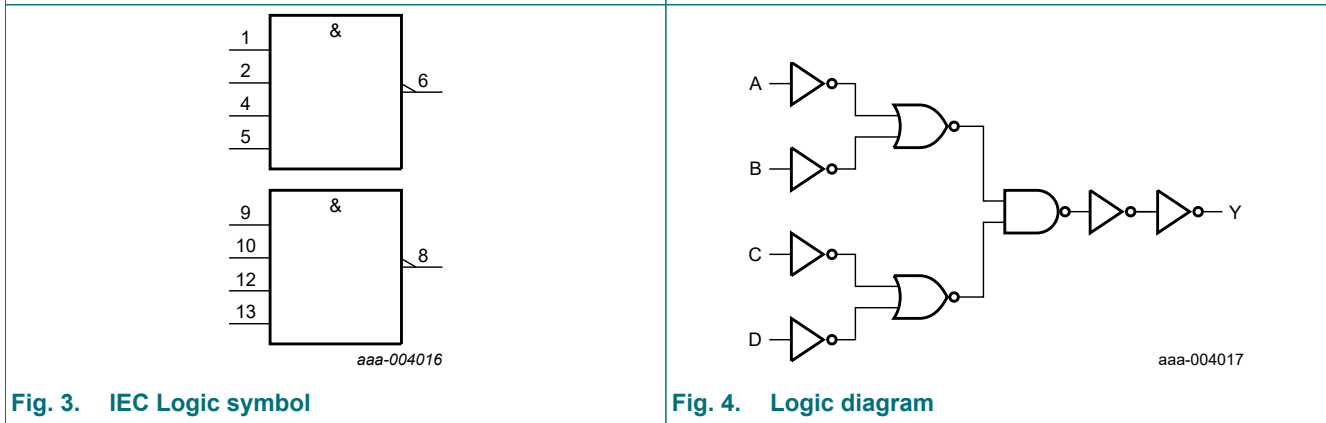 &
1
2
4
5
6
&
9
10
12
13
8
aaa-004016
Fig. 3. IEC Logic symbol
A
B
C
D
Y
aaa-004017
Fig. 4. Logic diagram